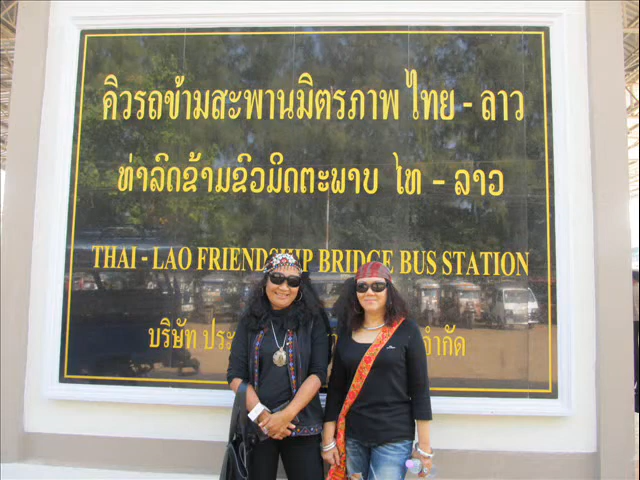 คิวรถข้ามสะพานมิตรภาพ ไทย - ลาว
ທ່າລົດຂ້າມຂົວມິດຕະພາບ ໄທ - ລາວ
THAI - LAO FRIENDSHIP BRIDGE BUS STATION
บริษัท จำกัด